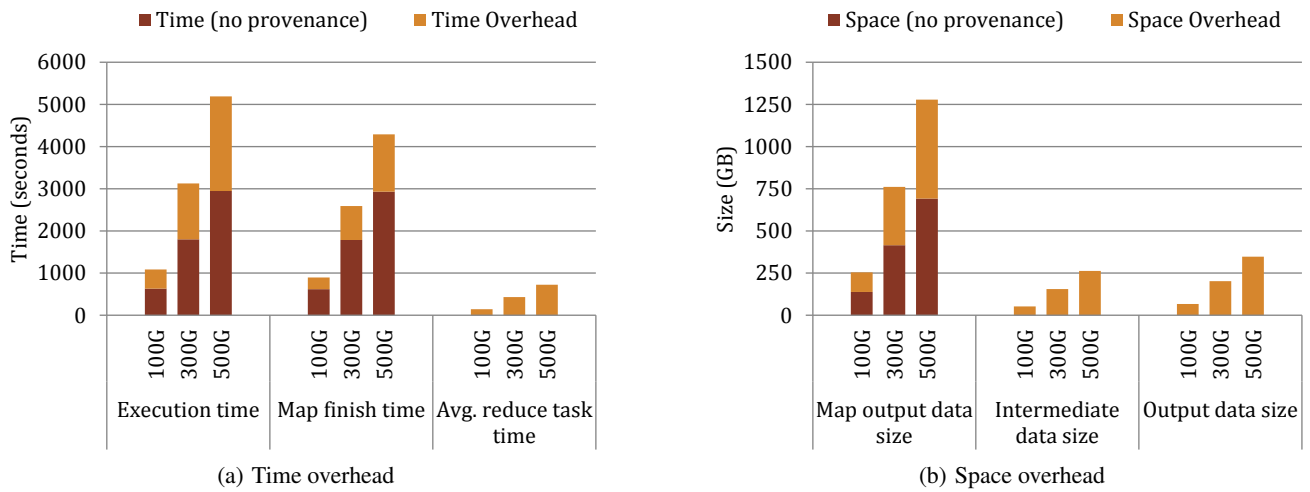 Time (no provenance) Time Overhead
6000
5000
4000
3000
2000
1000
0
Time (seconds)
100G 300G 500G 100G 300G 500G 100G 300G 500G
Execution time Map finish time Avg. reduce task
time
(a) Time overhead
Space (no provenance) Space Overhead
1500
1250
1000
750
500
250
0
Size (GB)
100G 300G 500G 100G 300G 500G 100G 300G 500G
Map output data Intermediate Output data size
size data size
(b) Space overhead